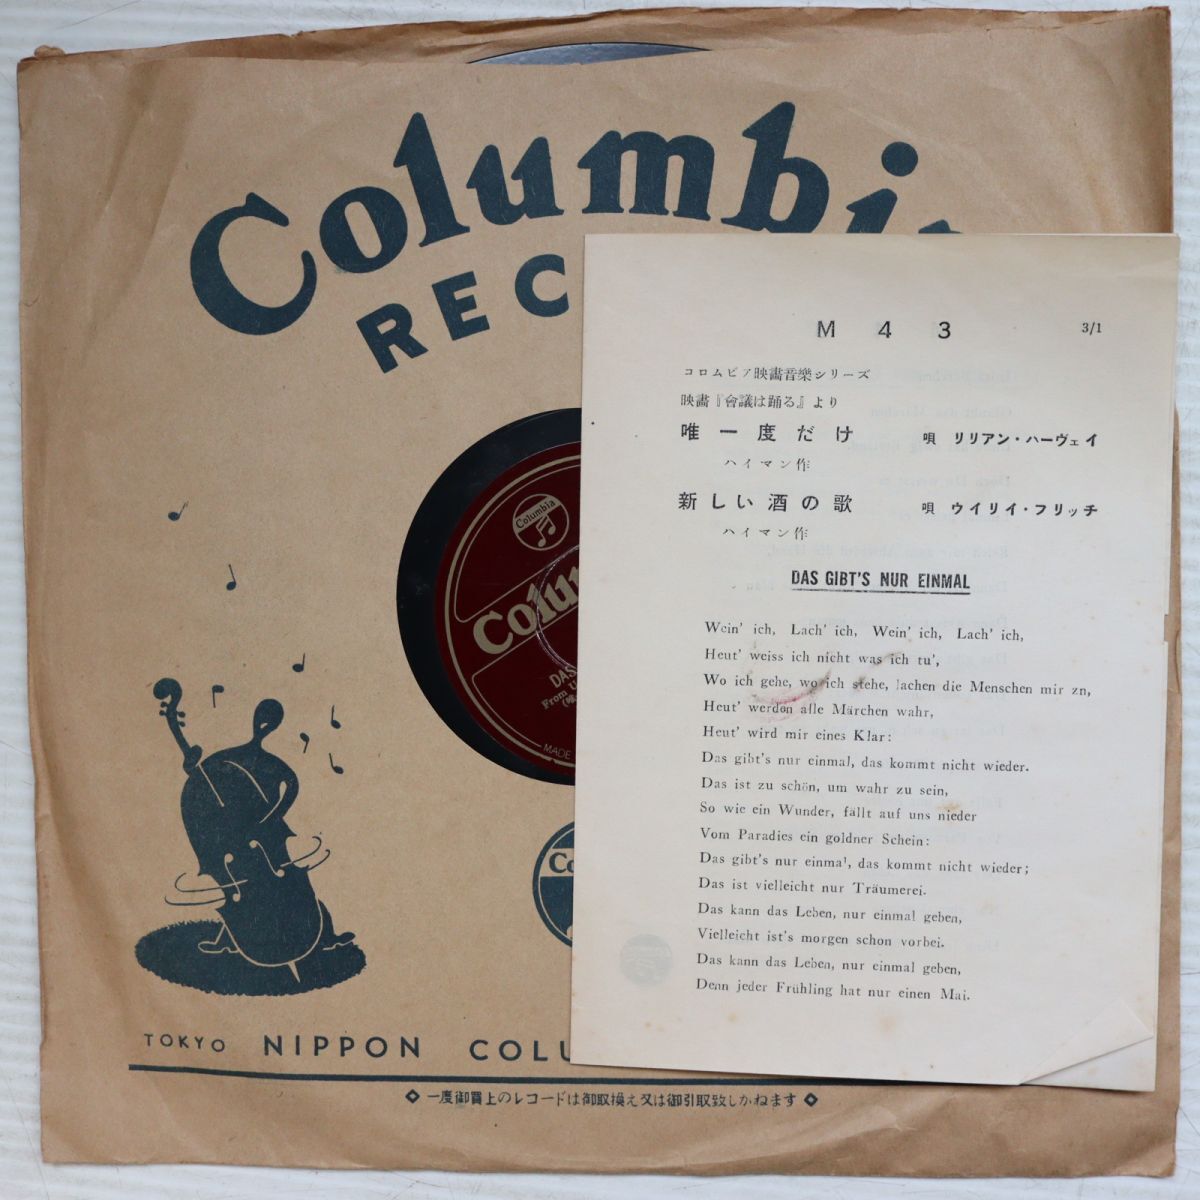 Columbia
REC
Columbia
Colum
DAS
From U
MADE
Co
TOKYO NIPPON COLU
◇ 一度御買上のレコードは御取換え又は御引取致しかねます ◇
M 4 3 3/1
コロムビア映畫音樂シリーズ
映畫『會議は踊る』より
唯一度だけ 唄 リリアン・ハーヴェイ
ハイマン作
新しい酒の歌 唄 ウイリイ・フリッチ
ハイマン作
DAS GIBT'S NUR EINMAL
Wein' ich, Lach' ich, Wein' ich, Lach' ich,
Heut' weiss ich nicht was ich tu',
Wo ich gehe, wo ich stehe, lachen die Menschen mir zn,
Heut' werdon alle Märchen wahr,
Heut' wird mir eines Klar:
Das gibt's nur einmal, das kommt nicht wieder.
Das ist zu schön, um wahr zu sein,
So wie ein Wunder, fällt auf uns nieder
Vom Paradies ein goldner Schein:
Das gibt's nur einma', das kommt nicht wieder;
Das ist vielleicht nur Träumerei.
Das kann das Leben, nur einmal geben,
Vielleicht ist's morgen schon vorbei.
Das kann das Leben, nur einmal geben,
Denn jeder Frühling hat nur einen Mai.